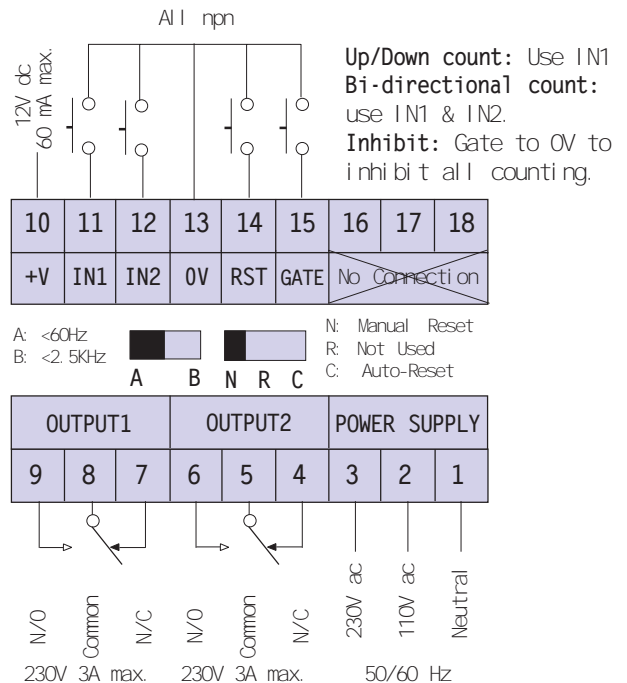 All npn
12V dc
60 mA max.
Up/Down count: Use IN1
Bi-directional count:
use IN1 & IN2.
Inhibit: Gate to 0V to
inhibit all counting.
10 11 12 13 14 15 16 17 18
+V IN1 IN2 0V RST GATE No Connection
A: <60Hz
B: <2.5KHz
A B
N R C
N: Manual Reset
R: Not Used
C: Auto-Reset
OUTPUT1 OUTPUT2 POWER SUPPLY
9 8 7 6 5 4 3 2 1
N/O Common N/C N/O Common N/C 230V ac 110V ac Neutral
230V 3A max. 230V 3A max. 50/60 Hz